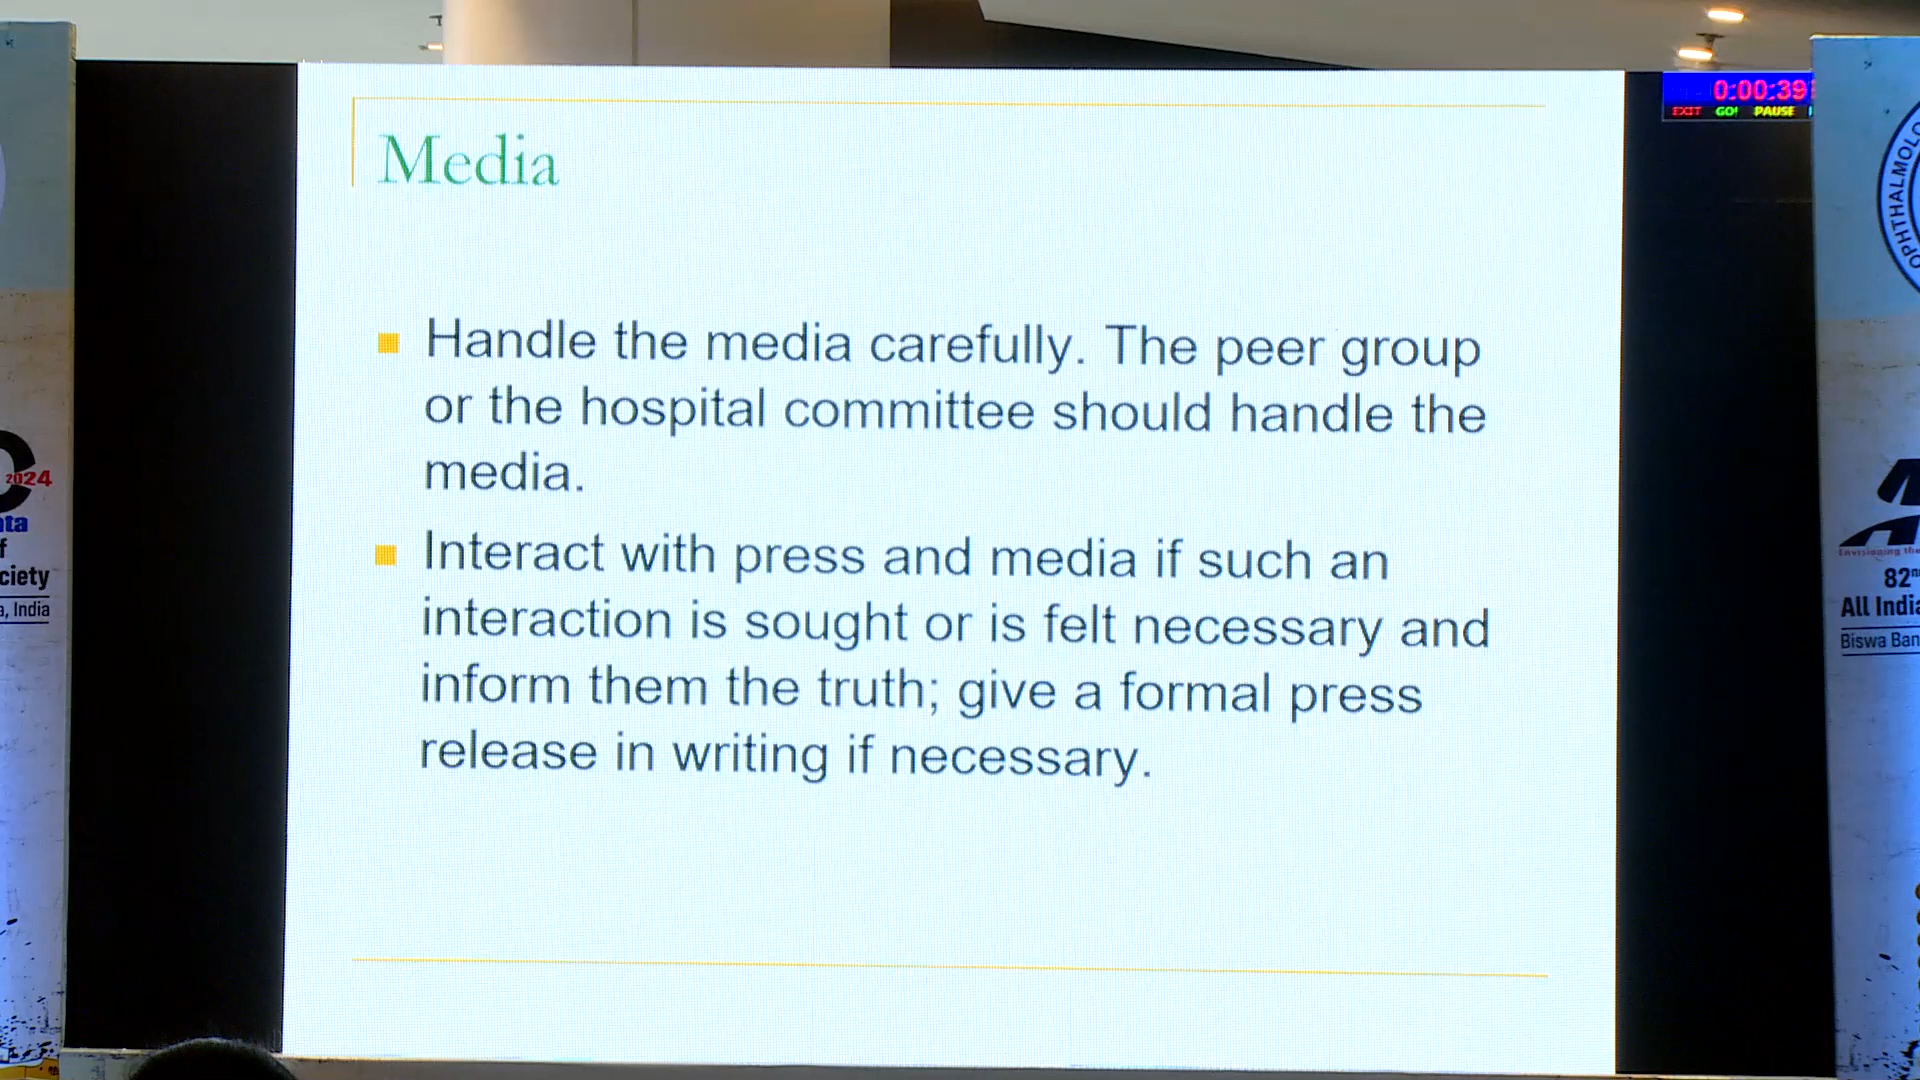 Media
Handle the media carefully. The peer group
or the hospital committee should handle the
media.
Interact with press and media if such an
interaction is sought or is felt necessary and
inform them the truth; give a formal press
release in writing if necessary.
0:00:39
EXIT GO! PAUSE
OPHTHALMOLO
2024
ata
f
ciety
a, India
Envisioning the
82
All India
Biswa Ban